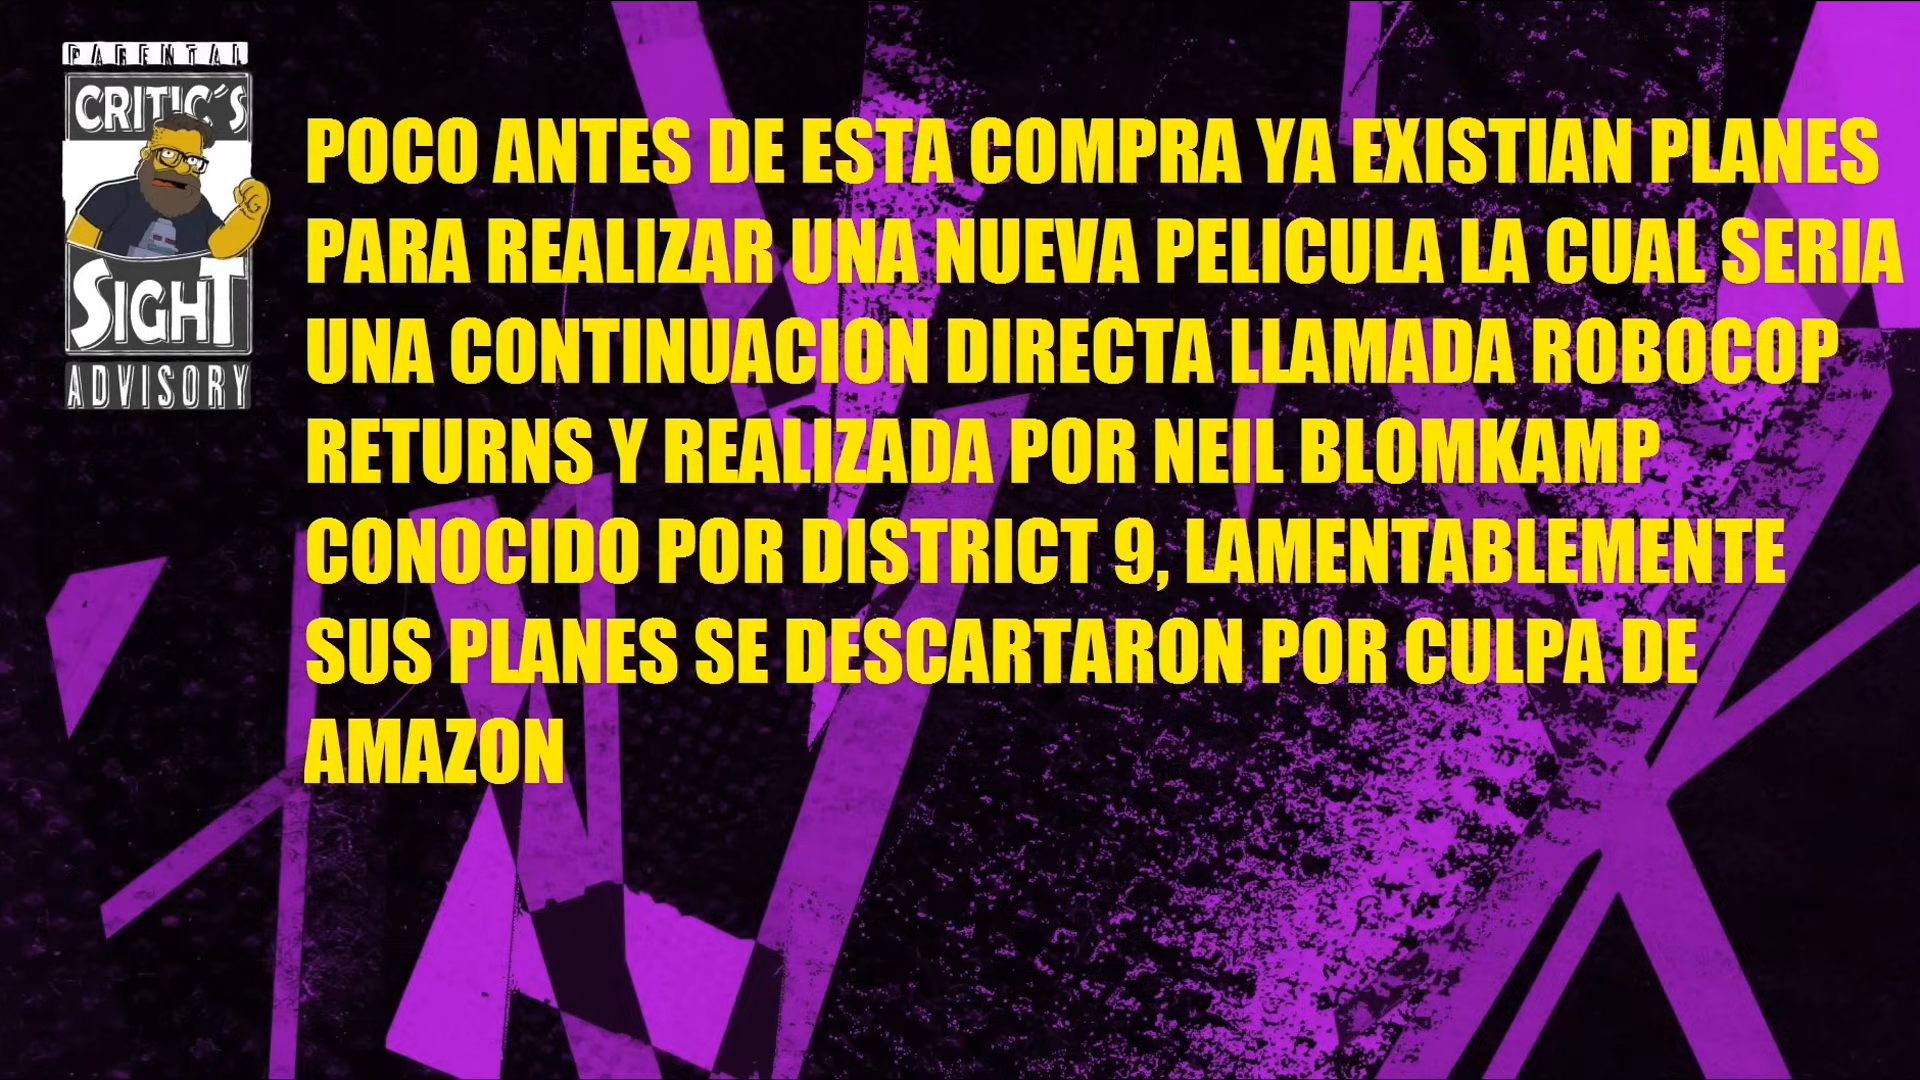 PARENTAL
CRITIC´S
SIGHT
ADVISORY
POCO ANTES DE ESTA COMPRA YA EXISTIAN PLANES
PARA REALIZAR UNA NUEVA PELICULA LA CUAL SERIA
UNA CONTINUACION DIRECTA LLAMADA ROBOCOP
RETURNS Y REALIZADA POR NEIL BLOMKAMP
CONOCIDO POR DISTRICT 9, LAMENTABLEMENTE
SUS PLANES SE DESCARTARON POR CULPA DE
AMAZON